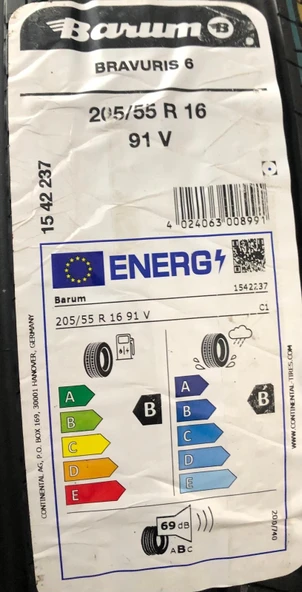 Barum B
BRAVURIS 6
205/55 R 16
91 V
15 42 237
4 024063 008991
ENERG
Barum
1542237
205/55 R 16 91 V
C1
A
B
C
D
E
B
A
B
C
D
E
B
69 dB
ABC
CONTINENTAL AG, P.O. BOX 169, 30001 HANOVER, GERMANY
WWW.CONTINENTAL-TIRES.COM
2020/740